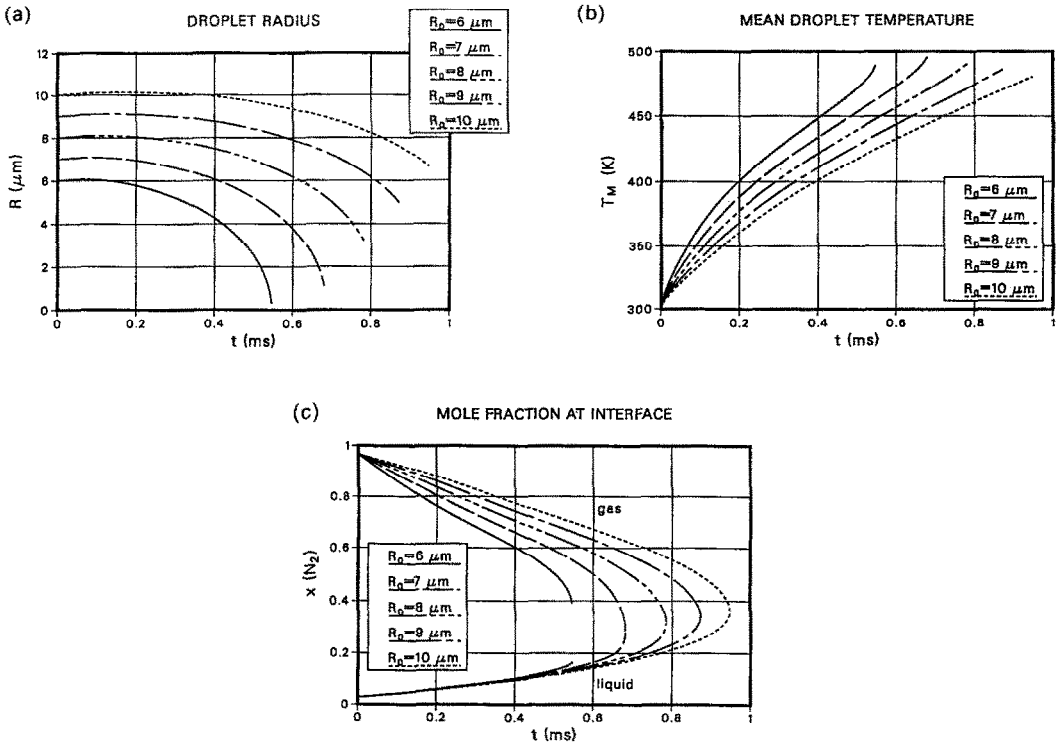 (a)
DROPLET RADIUS
R₀=6 μm
R₀=7 μm
R₀=8 μm
R₀=9 μm
R₀=10 μm
12
10
8
6
4
2
0
R (μm)
0 0.2 0.4 0.6 0.8 1
t (ms)
(b)
MEAN DROPLET TEMPERATURE
500
450
400
350
300
T_M (K)
R₀=6 μm
R₀=7 μm
R₀=8 μm
R₀=9 μm
R₀=10 μm
0 0.2 0.4 0.6 0.8 1
t (ms)
(c)
MOLE FRACTION AT INTERFACE
1
0.8
0.6
0.4
0.2
0
x (N₂)
gas
R₀=6 μm
R₀=7 μm
R₀=8 μm
R₀=9 μm
R₀=10 μm
liquid
0 0.2 0.4 0.6 0.8 1
t (ms)